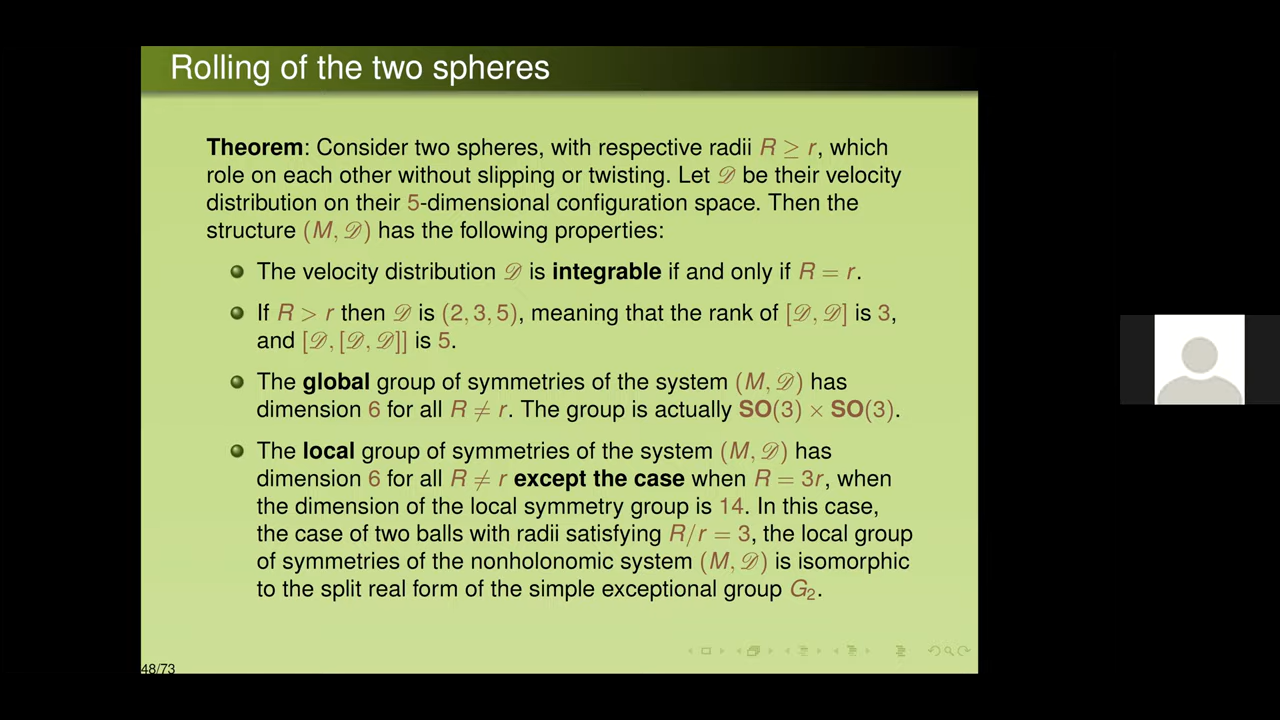 Rolling of the two spheres
Theorem: Consider two spheres, with respective radii R ≥ r, which
role on each other without slipping or twisting. Let 𝒟 be their velocity
distribution on their 5-dimensional configuration space. Then the
structure (M, 𝒟) has the following properties:
The velocity distribution 𝒟 is integrable if and only if R = r.
If R > r then 𝒟 is (2, 3, 5), meaning that the rank of [𝒟, 𝒟] is 3,
and [𝒟, [𝒟, 𝒟]] is 5.
The global group of symmetries of the system (M, 𝒟) has
dimension 6 for all R ≠ r. The group is actually SO(3) × SO(3).
The local group of symmetries of the system (M, 𝒟) has
dimension 6 for all R ≠ r except the case when R = 3r, when
the dimension of the local symmetry group is 14. In this case,
the case of two balls with radii satisfying R/r = 3, the local group
of symmetries of the nonholonomic system (M, 𝒟) is isomorphic
to the split real form of the simple exceptional group G₂.
48/73